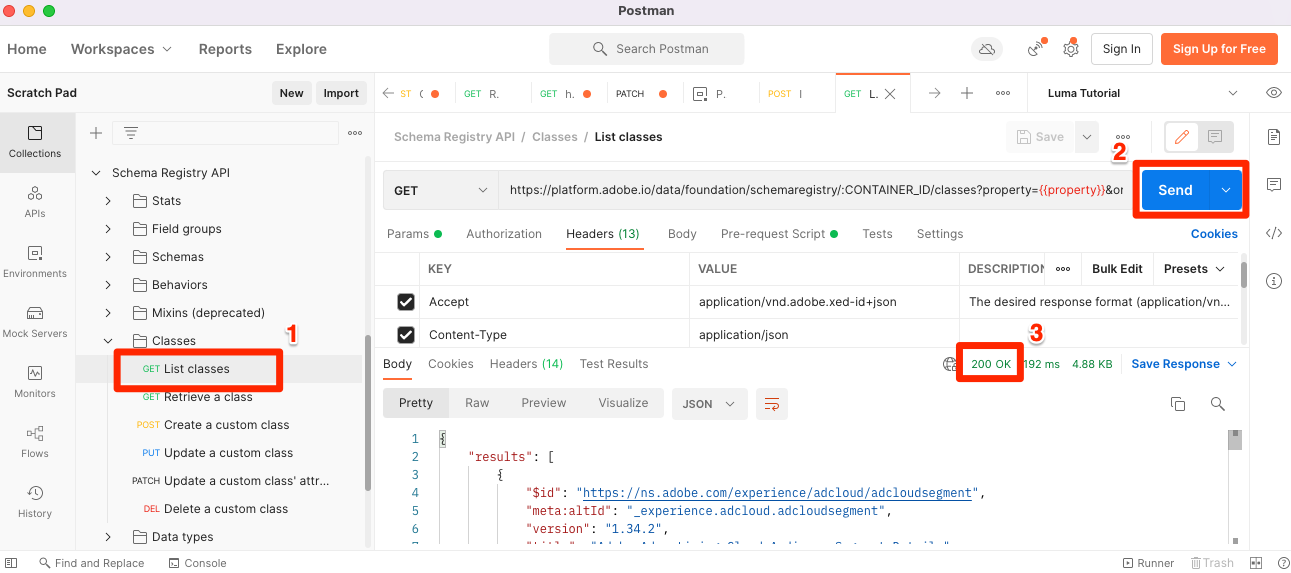 Postman
Home Workspaces Reports Explore Search Postman Sign In Sign Up for Free
Scratch Pad New Import
ST GET R. GET h. PATCH P. POST I GET L. Luma Tutorial
Schema Registry API / Classes / List classes Save
Collections
APIs
Environments
Mock Servers
Monitors
Flows
History
Schema Registry API
Stats
Field groups
Schemas
Behaviors
Mixins (deprecated)
Classes
1
GET List classes
GET Retrieve a class
POST Create a custom class
PUT Update a custom class
PATCH Update a custom class' attr...
DEL Delete a custom class
Data types
2
GET https://platform.adobe.io/data/foundation/schemaregistry/:CONTAINER_ID/classes?property={{property}}&or Send
Params Authorization Headers (13) Body Pre-request Script Tests Settings Cookies
KEY VALUE DESCRIPTION Bulk Edit Presets
Accept application/vnd.adobe.xed-id+json The desired response format (application/vn...
Content-Type application/json
3
Body Cookies Headers (14) Test Results 200 OK 192 ms 4.88 KB Save Response
Pretty Raw Preview Visualize JSON
1 {
2 "results": [
3 {
4 "$id": "https://ns.adobe.com/experience/adcloud/adcloudsegment",
5 "meta:altId": "_experience.adcloud.adcloudsegment",
6 "version": "1.34.2",
7
Find and Replace Console Runner Trash